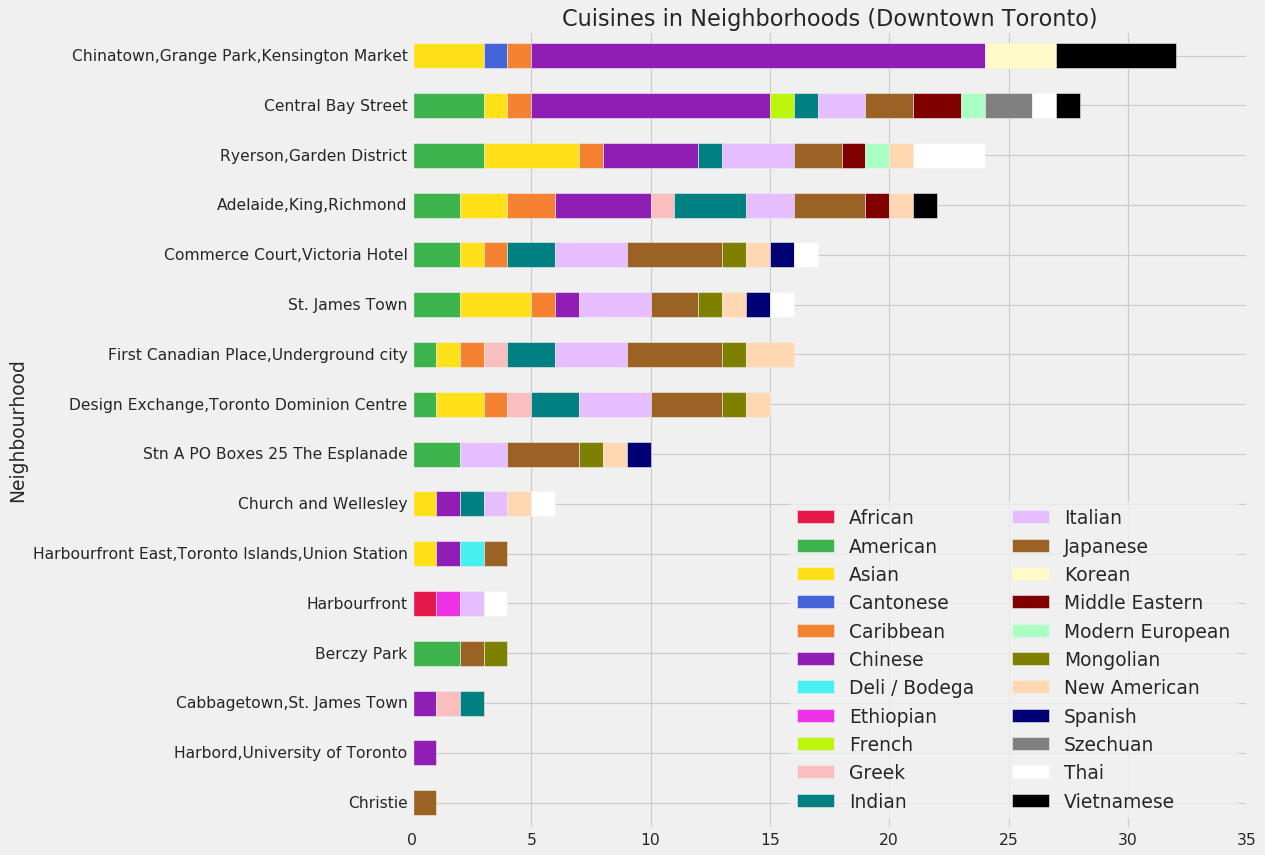 Cuisines in Neighborhoods (Downtown Toronto)
Neighbourhood
Chinatown,Grange Park,Kensington Market
Central Bay Street
Ryerson,Garden District
Adelaide,King,Richmond
Commerce Court,Victoria Hotel
St. James Town
First Canadian Place,Underground city
Design Exchange,Toronto Dominion Centre
Stn A PO Boxes 25 The Esplanade
Church and Wellesley
Harbourfront East,Toronto Islands,Union Station
Harbourfront
Berczy Park
Cabbagetown,St. James Town
Harbord,University of Toronto
Christie
African
American
Asian
Cantonese
Caribbean
Chinese
Deli / Bodega
Ethiopian
French
Greek
Indian
Italian
Japanese
Korean
Middle Eastern
Modern European
Mongolian
New American
Spanish
Szechuan
Thai
Vietnamese
0 5 10 15 20 25 30 35